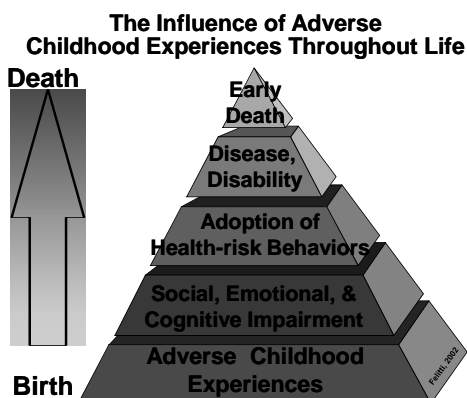 The Influence of Adverse
Childhood Experiences Throughout Life
Death
Early
Death
Disease,
Disability
Adoption of
Health-risk Behaviors
Social, Emotional, &
Cognitive Impairment
Adverse Childhood
Experiences
Birth
Felitti, 2002